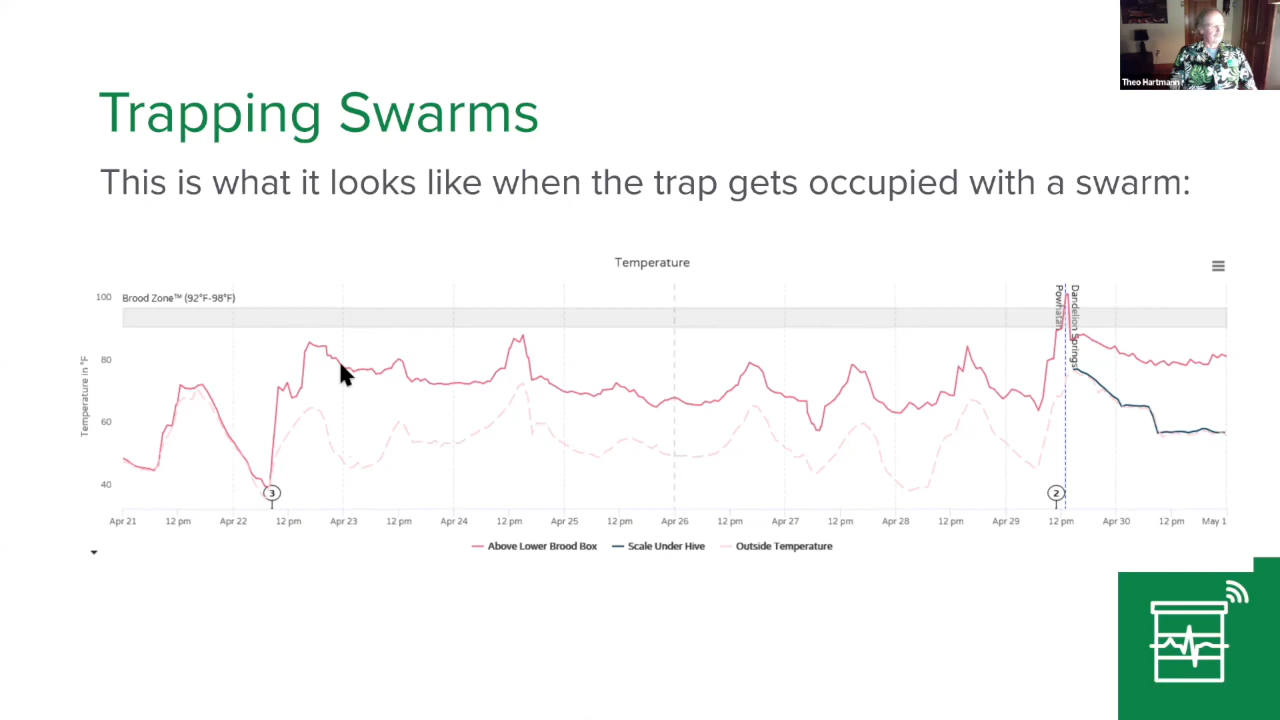 Theo Hartmann
Trapping Swarms
This is what it looks like when the trap gets occupied with a swarm:
Temperature
Brood Zone™ (92°F-98°F)
Powhatan
Dandelion Springs
Temperature in °F
100
80
60
40
3
2
Apr 21 12 pm Apr 22 12 pm Apr 23 12 pm Apr 24 12 pm Apr 25 12 pm Apr 26 12 pm Apr 27 12 pm Apr 28 12 pm Apr 29 12 pm Apr 30 12 pm May 1
Above Lower Brood Box Scale Under Hive Outside Temperature